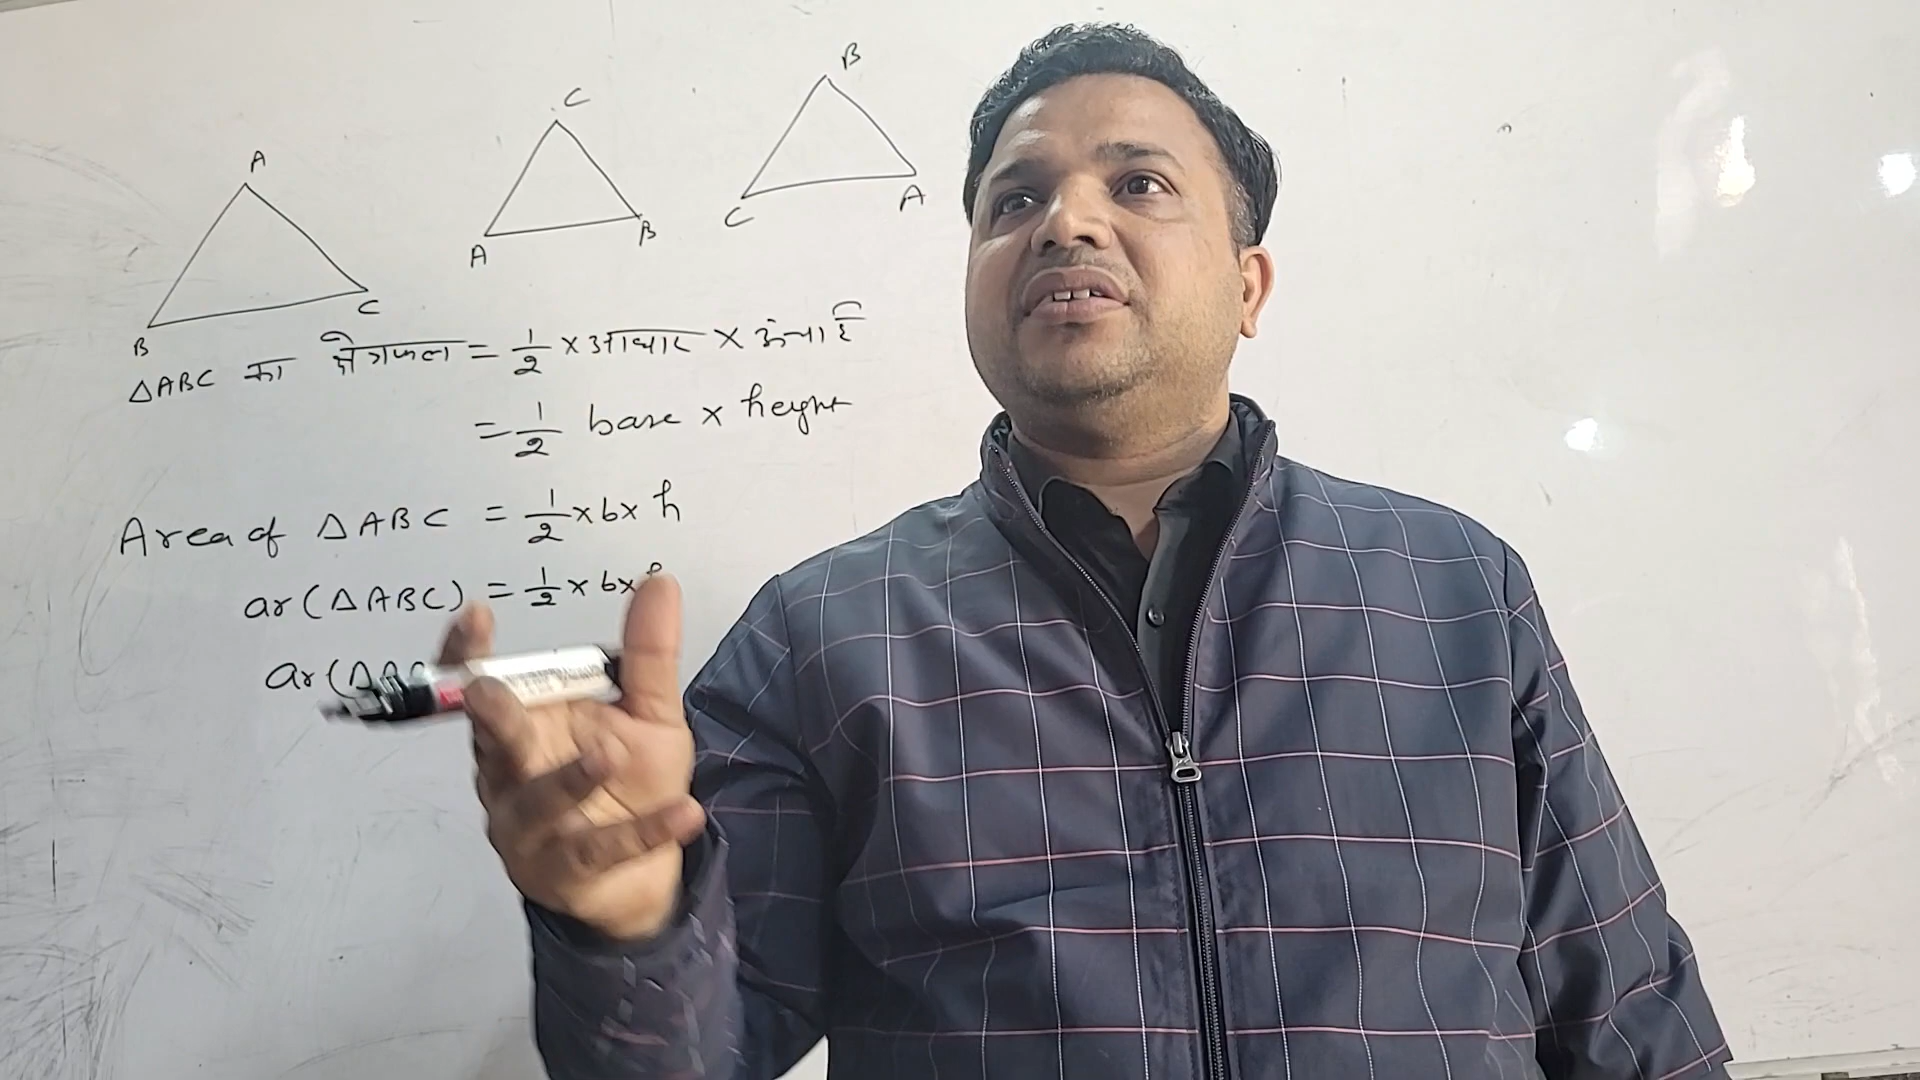 A
B
C
C
A
B
B
C
A
△ABC का क्षेत्रफल = 1/2 × आधार × ऊँचाई
= 1/2 base × height
Area of △ABC = 1/2 × b × h
ar(△ABC) = 1/2 × b×
ar(△AB